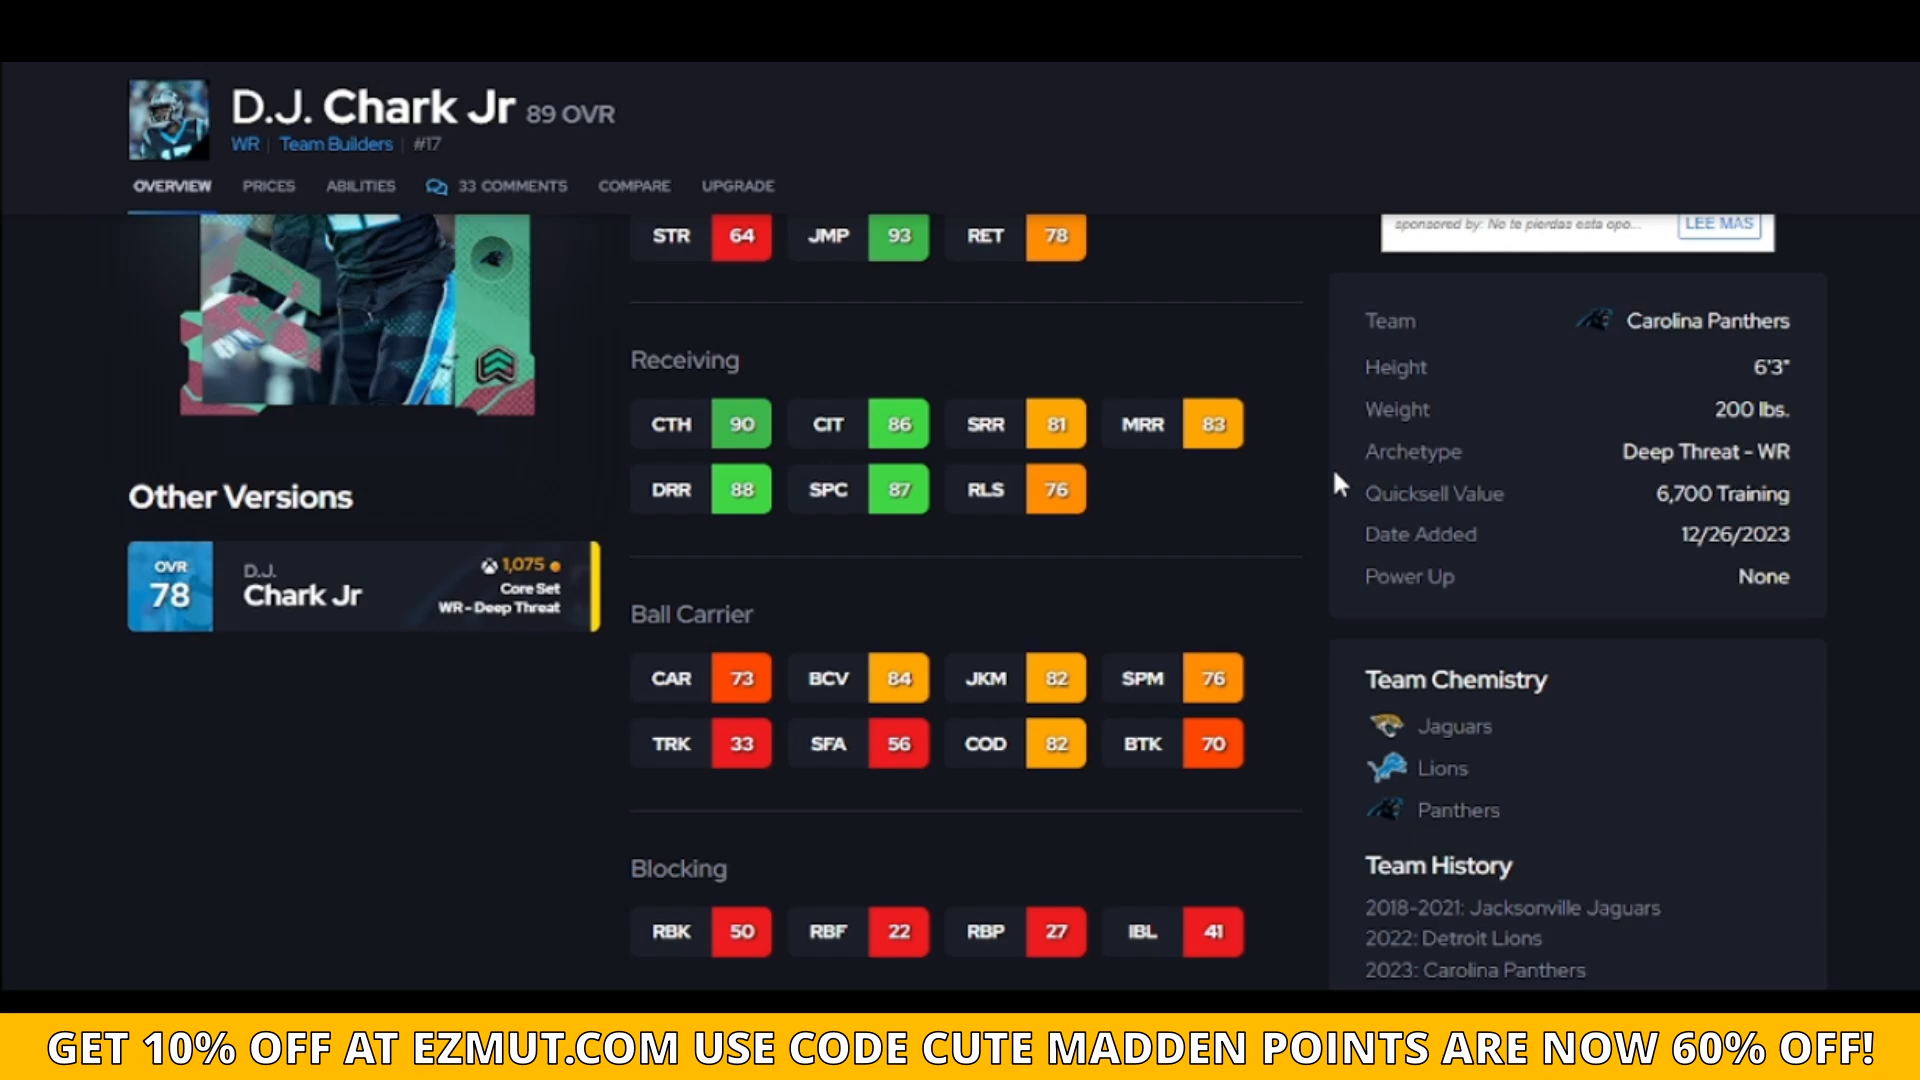 D.J. Chark Jr 89 OVR
WR | Team Builders | #17
OVERVIEW PRICES ABILITIES 33 COMMENTS COMPARE UPGRADE
STR 64 JMP 93 RET 78
sponsored by: No te pierdas esta opo... LEE MAS
Receiving
CTH 90 CIT 86 SRR 81 MRR 83
DRR 88 SPC 87 RLS 76
Other Versions
OVR 78 D.J. Chark Jr 1,075 Core Set WR - Deep Threat
Ball Carrier
CAR 73 BCV 84 JKM 82 SPM 76
TRK 33 SFA 56 COD 82 BTK 70
Blocking
RBK 50 RBF 22 RBP 27 IBL 41
Team Carolina Panthers
Height 6'3"
Weight 200 lbs.
Archetype Deep Threat - WR
Quicksell Value 6,700 Training
Date Added 12/26/2023
Power Up None
Team Chemistry
Jaguars
Lions
Panthers
Team History
2018-2021: Jacksonville Jaguars
2022: Detroit Lions
2023: Carolina Panthers
GET 10% OFF AT EZMUT.COM USE CODE CUTE MADDEN POINTS ARE NOW 60% OFF!